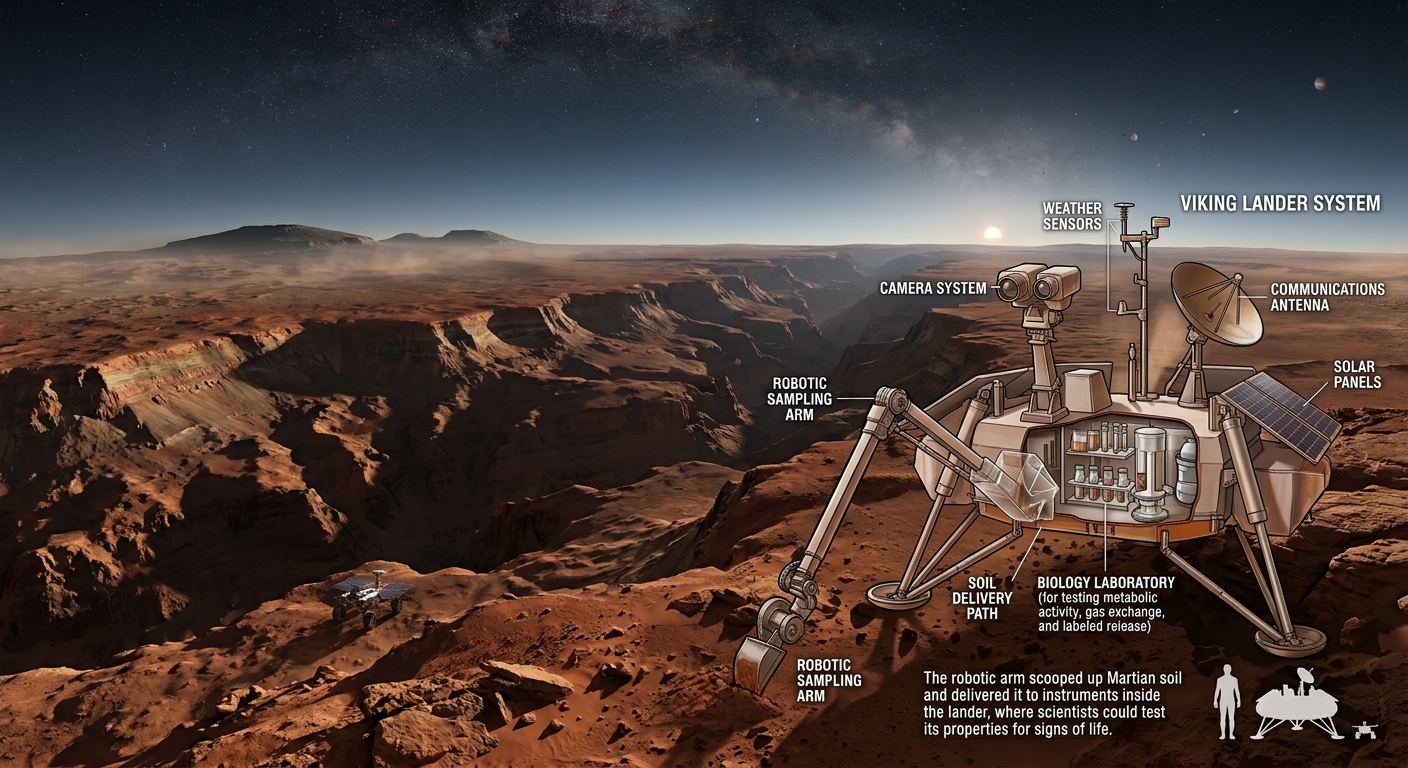 VIKING LANDER SYSTEM
WEATHER
SENSORS
CAMERA SYSTEM
COMMUNICATIONS
ANTENNA
SOLAR
PANELS
ROBOTIC
SAMPLING
ARM
SOIL
DELIVERY
PATH
BIOLOGY LABORATORY
(for testing metabolic
activity, gas exchange,
and labeled release)
ROBOTIC
SAMPLING
ARM
The robotic arm scooped up Martian soil
and delivered it to instruments inside
the lander, where scientists could test
its properties for signs of life.